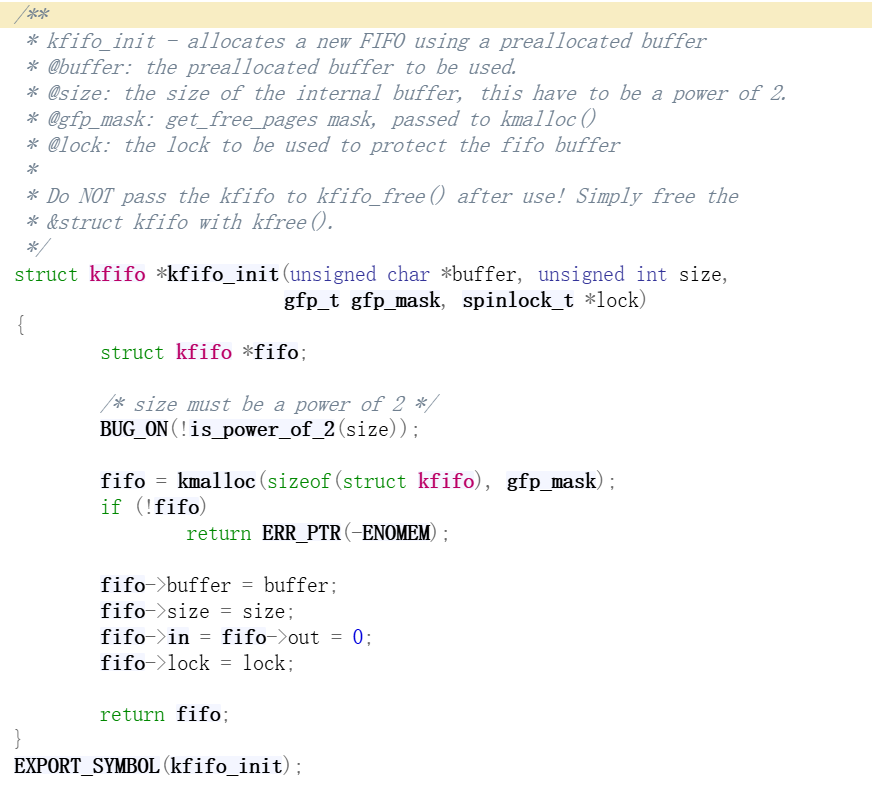 /**
 * kfifo_init - allocates a new FIFO using a preallocated buffer
 * @buffer: the preallocated buffer to be used.
 * @size: the size of the internal buffer, this have to be a power of 2.
 * @gfp_mask: get_free_pages mask, passed to kmalloc()
 * @lock: the lock to be used to protect the fifo buffer
 *
 * Do NOT pass the kfifo to kfifo_free() after use! Simply free the
 * &struct kfifo with kfree().
 */
struct kfifo *kfifo_init(unsigned char *buffer, unsigned int size,
                         gfp_t gfp_mask, spinlock_t *lock)
{
        struct kfifo *fifo;

        /* size must be a power of 2 */
        BUG_ON(!is_power_of_2(size));

        fifo = kmalloc(sizeof(struct kfifo), gfp_mask);
        if (!fifo)
                return ERR_PTR(-ENOMEM);

        fifo->buffer = buffer;
        fifo->size = size;
        fifo->in = fifo->out = 0;
        fifo->lock = lock;

        return fifo;
}
EXPORT_SYMBOL(kfifo_init);